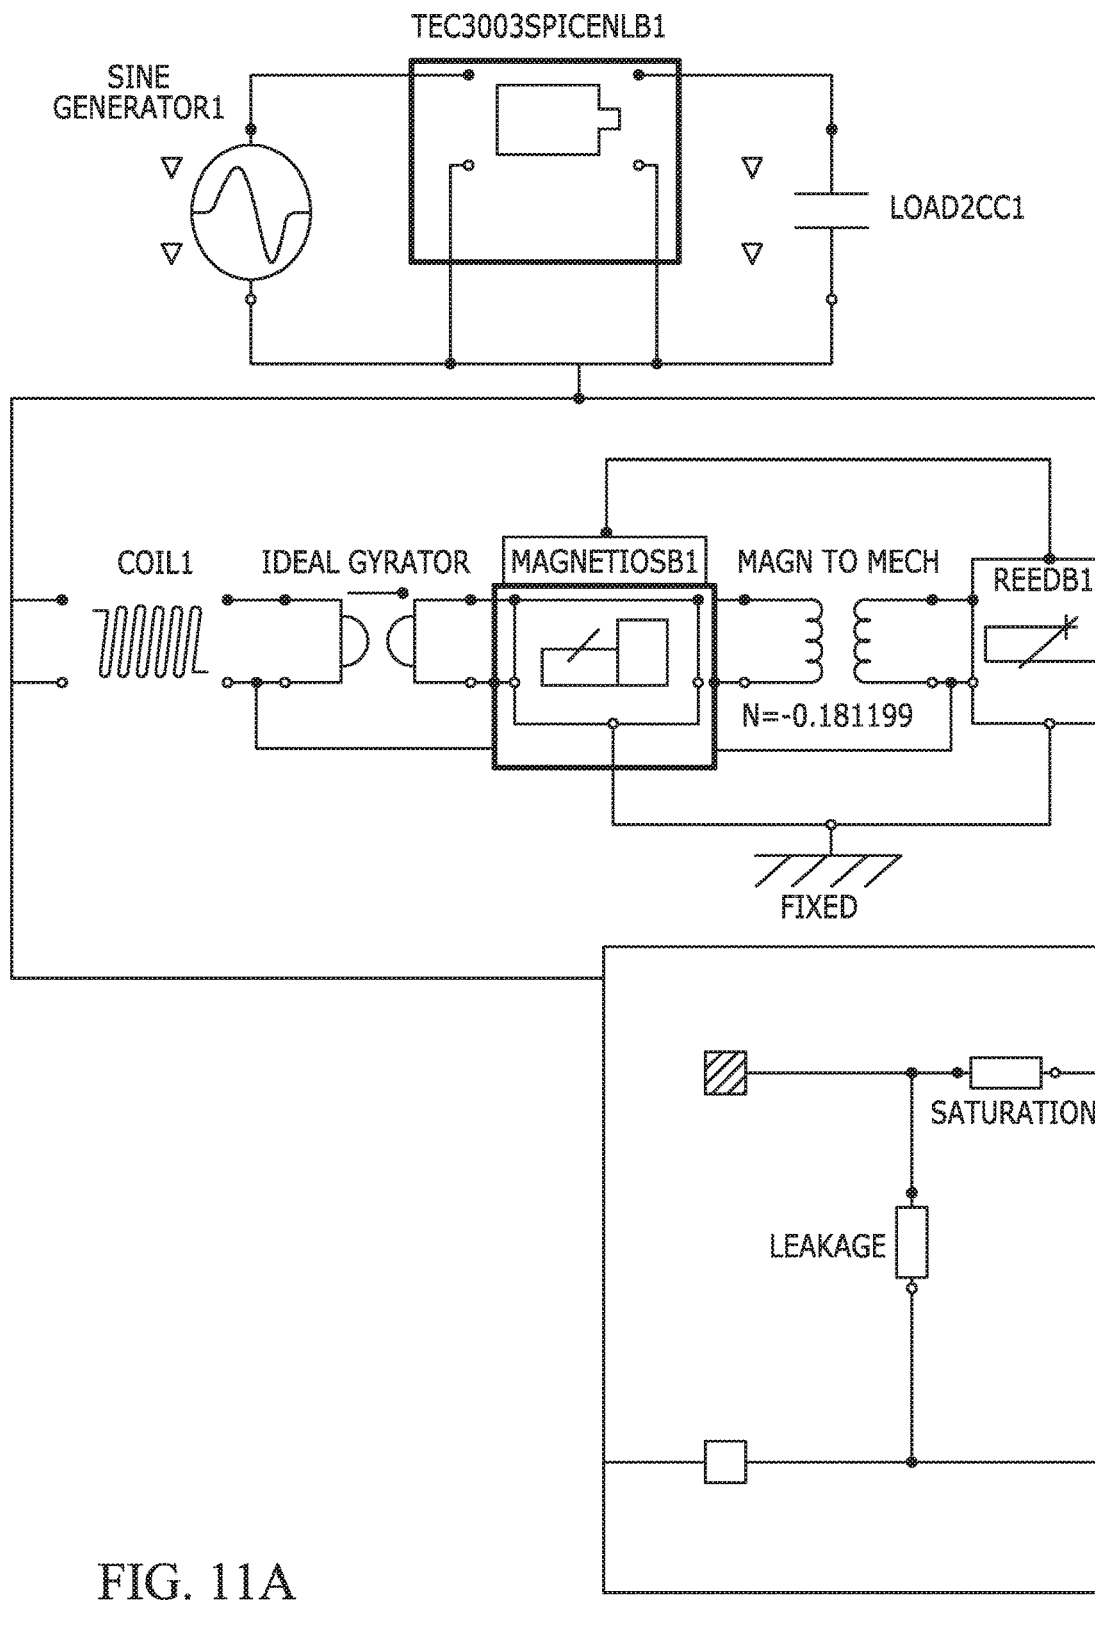 TEC3003SPICENLB1
SINE
GENERATOR1
LOAD2CC1
COIL1
IDEAL GYRATOR
MAGNETIOSB1
MAGN TO MECH
REEDB1
N=-0.181199
FIXED
SATURATION
LEAKAGE
FIG. 11A